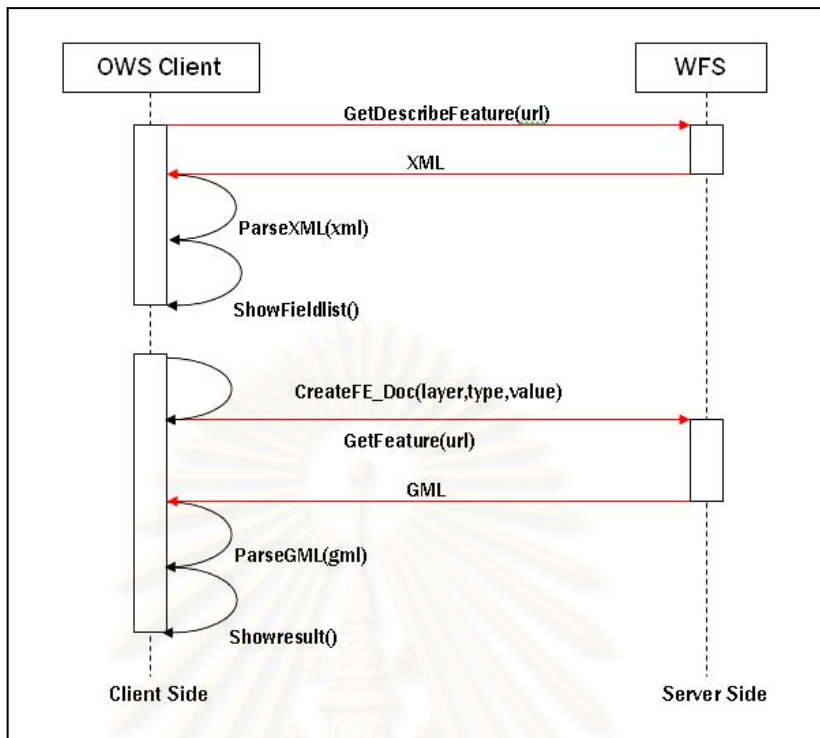 OWS Client
WFS
GetDescribeFeature(url)
XML
ParseXML(xml)
ShowFieldlist()
CreateFE_Doc(layer,type,value)
GetFeature(url)
GML
ParseGML(gml)
Showresult()
Client Side
Server Side